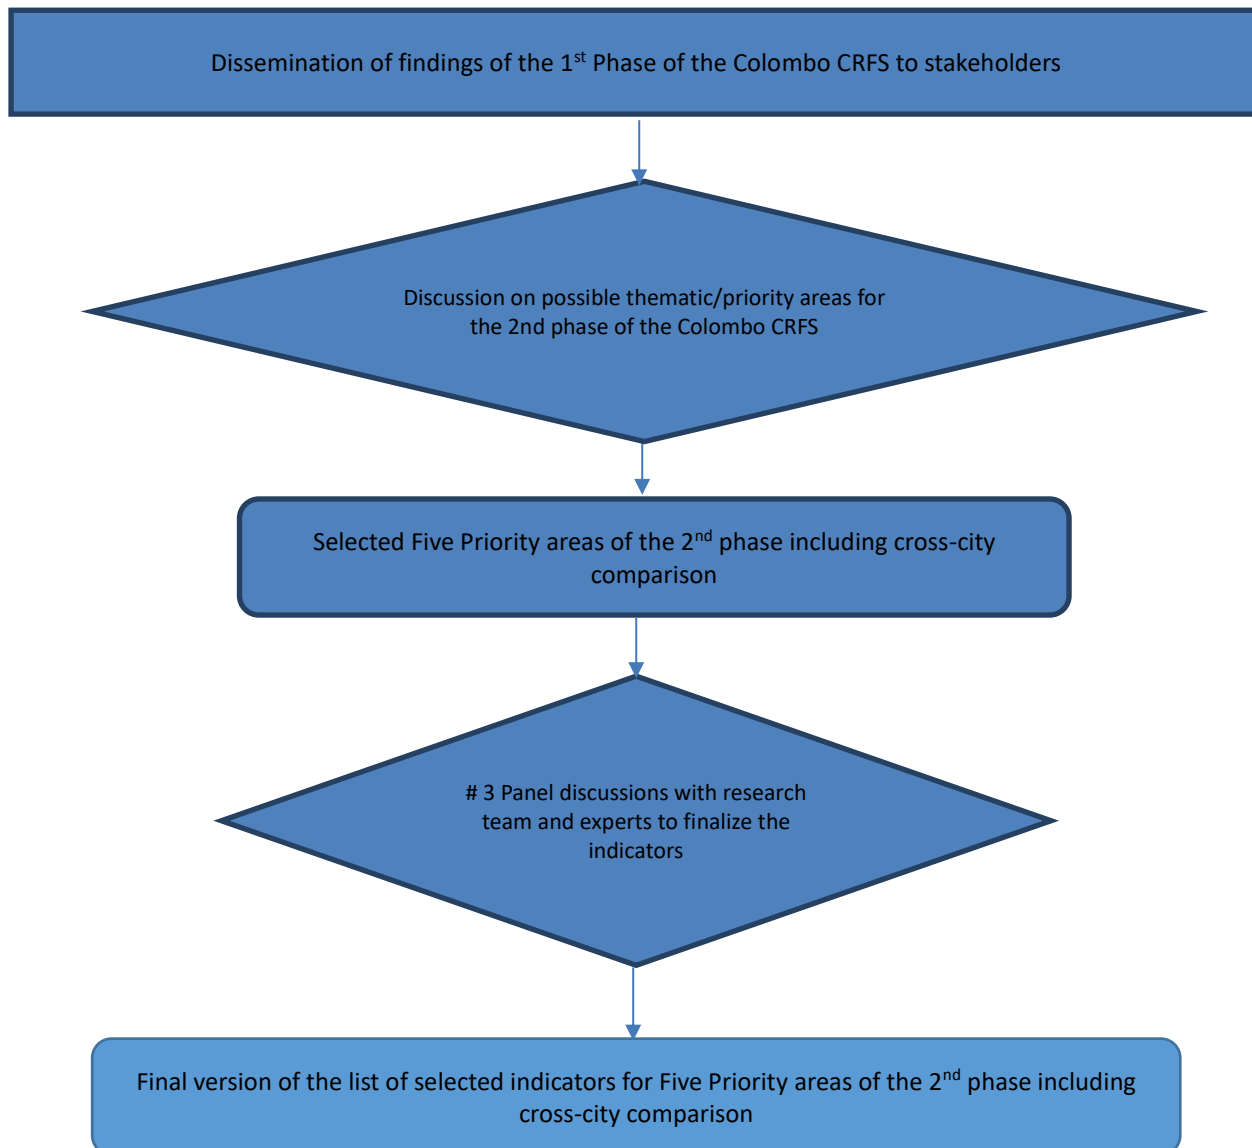 Dissemination of findings of the 1st Phase of the Colombo CRFS to stakeholders
Discussion on possible thematic/priority areas for
the 2nd phase of the Colombo CRFS
Selected Five Priority areas of the 2nd phase including cross-city
comparison
# 3 Panel discussions with research
team and experts to finalize the
indicators
Final version of the list of selected indicators for Five Priority areas of the 2nd phase including
cross-city comparison